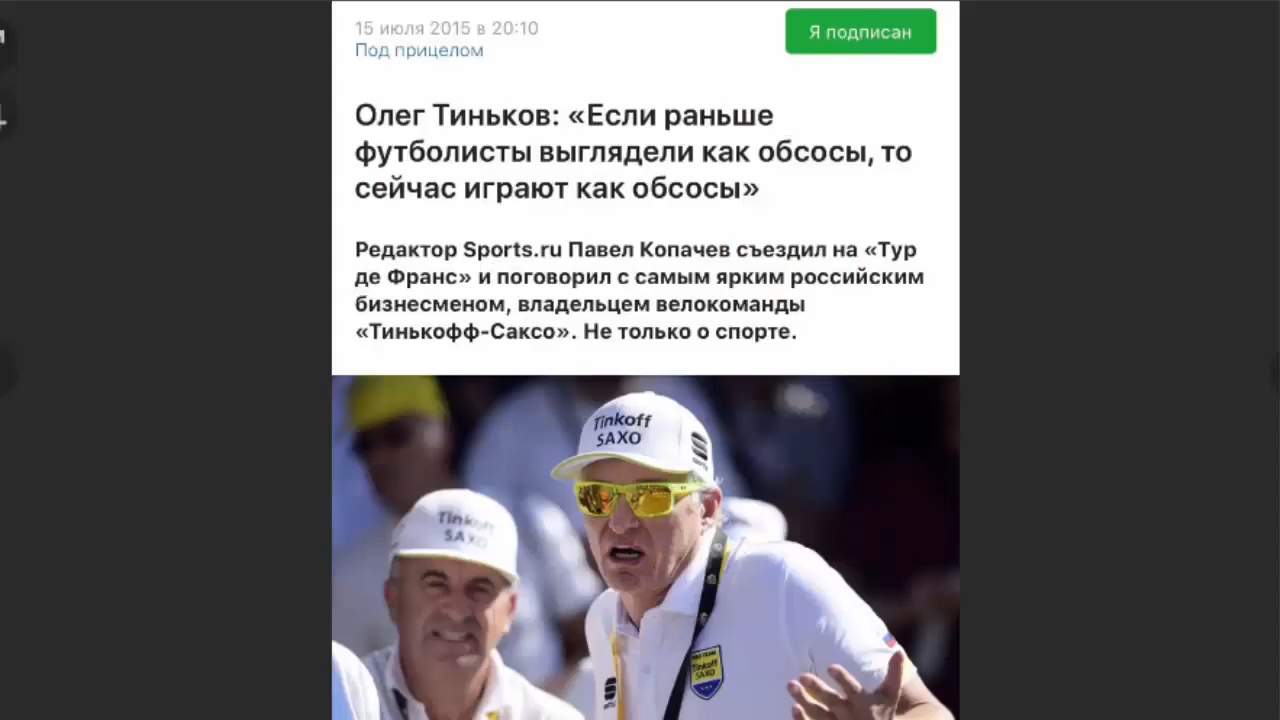 15 июля 2015 в 20:10
Я подписан
Под прицелом
Олег Тиньков: «Если раньше
футболисты выглядели как обсосы, то
сейчас играют как обсосы»
Редактор Sports.ru Павел Копачев съездил на «Тур
де Франс» и поговорил с самым ярким российским
бизнесменом, владельцем велокоманды
«Тинькофф-Саксо». Не только о спорте.
Tinkoff
SAXO
Tinkoff
SAXO
Tinkoff
SAXO